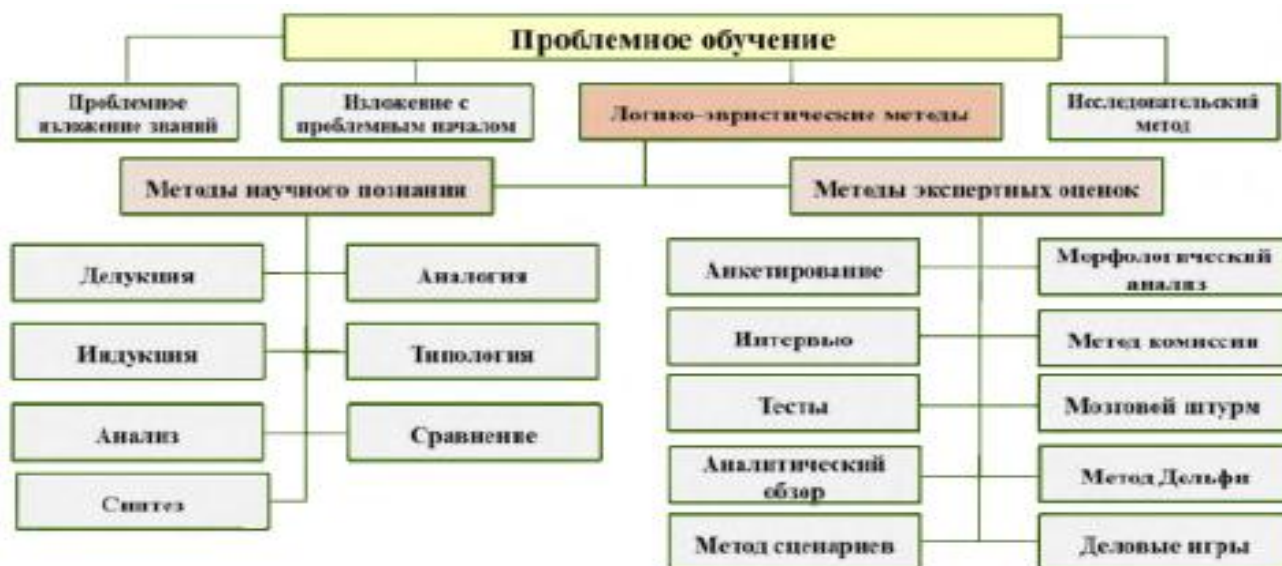 Проблемное обучение
Проблемное
изложение знаний
Изложение с
проблемным началом
Логико-эвристические методы
Исследовательский
метод
Методы научного познания
Методы экспертных оценок
Дедукция
Аналогия
Индукция
Типология
Анализ
Сравнение
Синтез
Анкетирование
Морфологический
анализ
Интервью
Метод комиссии
Тесты
Мозговой штурм
Аналитический
обзор
Метод Дельфи
Метод сценариев
Деловые игры